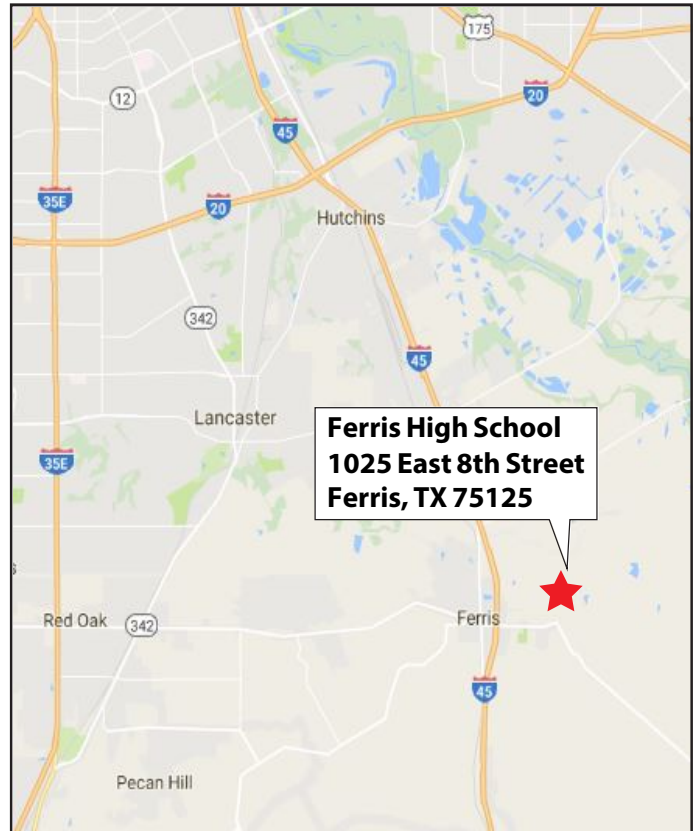 175
12
20
45
35E
20
Hutchins
342
45
Lancaster
35E
Ferris High School
1025 East 8th Street
Ferris, TX 75125
Red Oak
342
Ferris
45
Pecan Hill